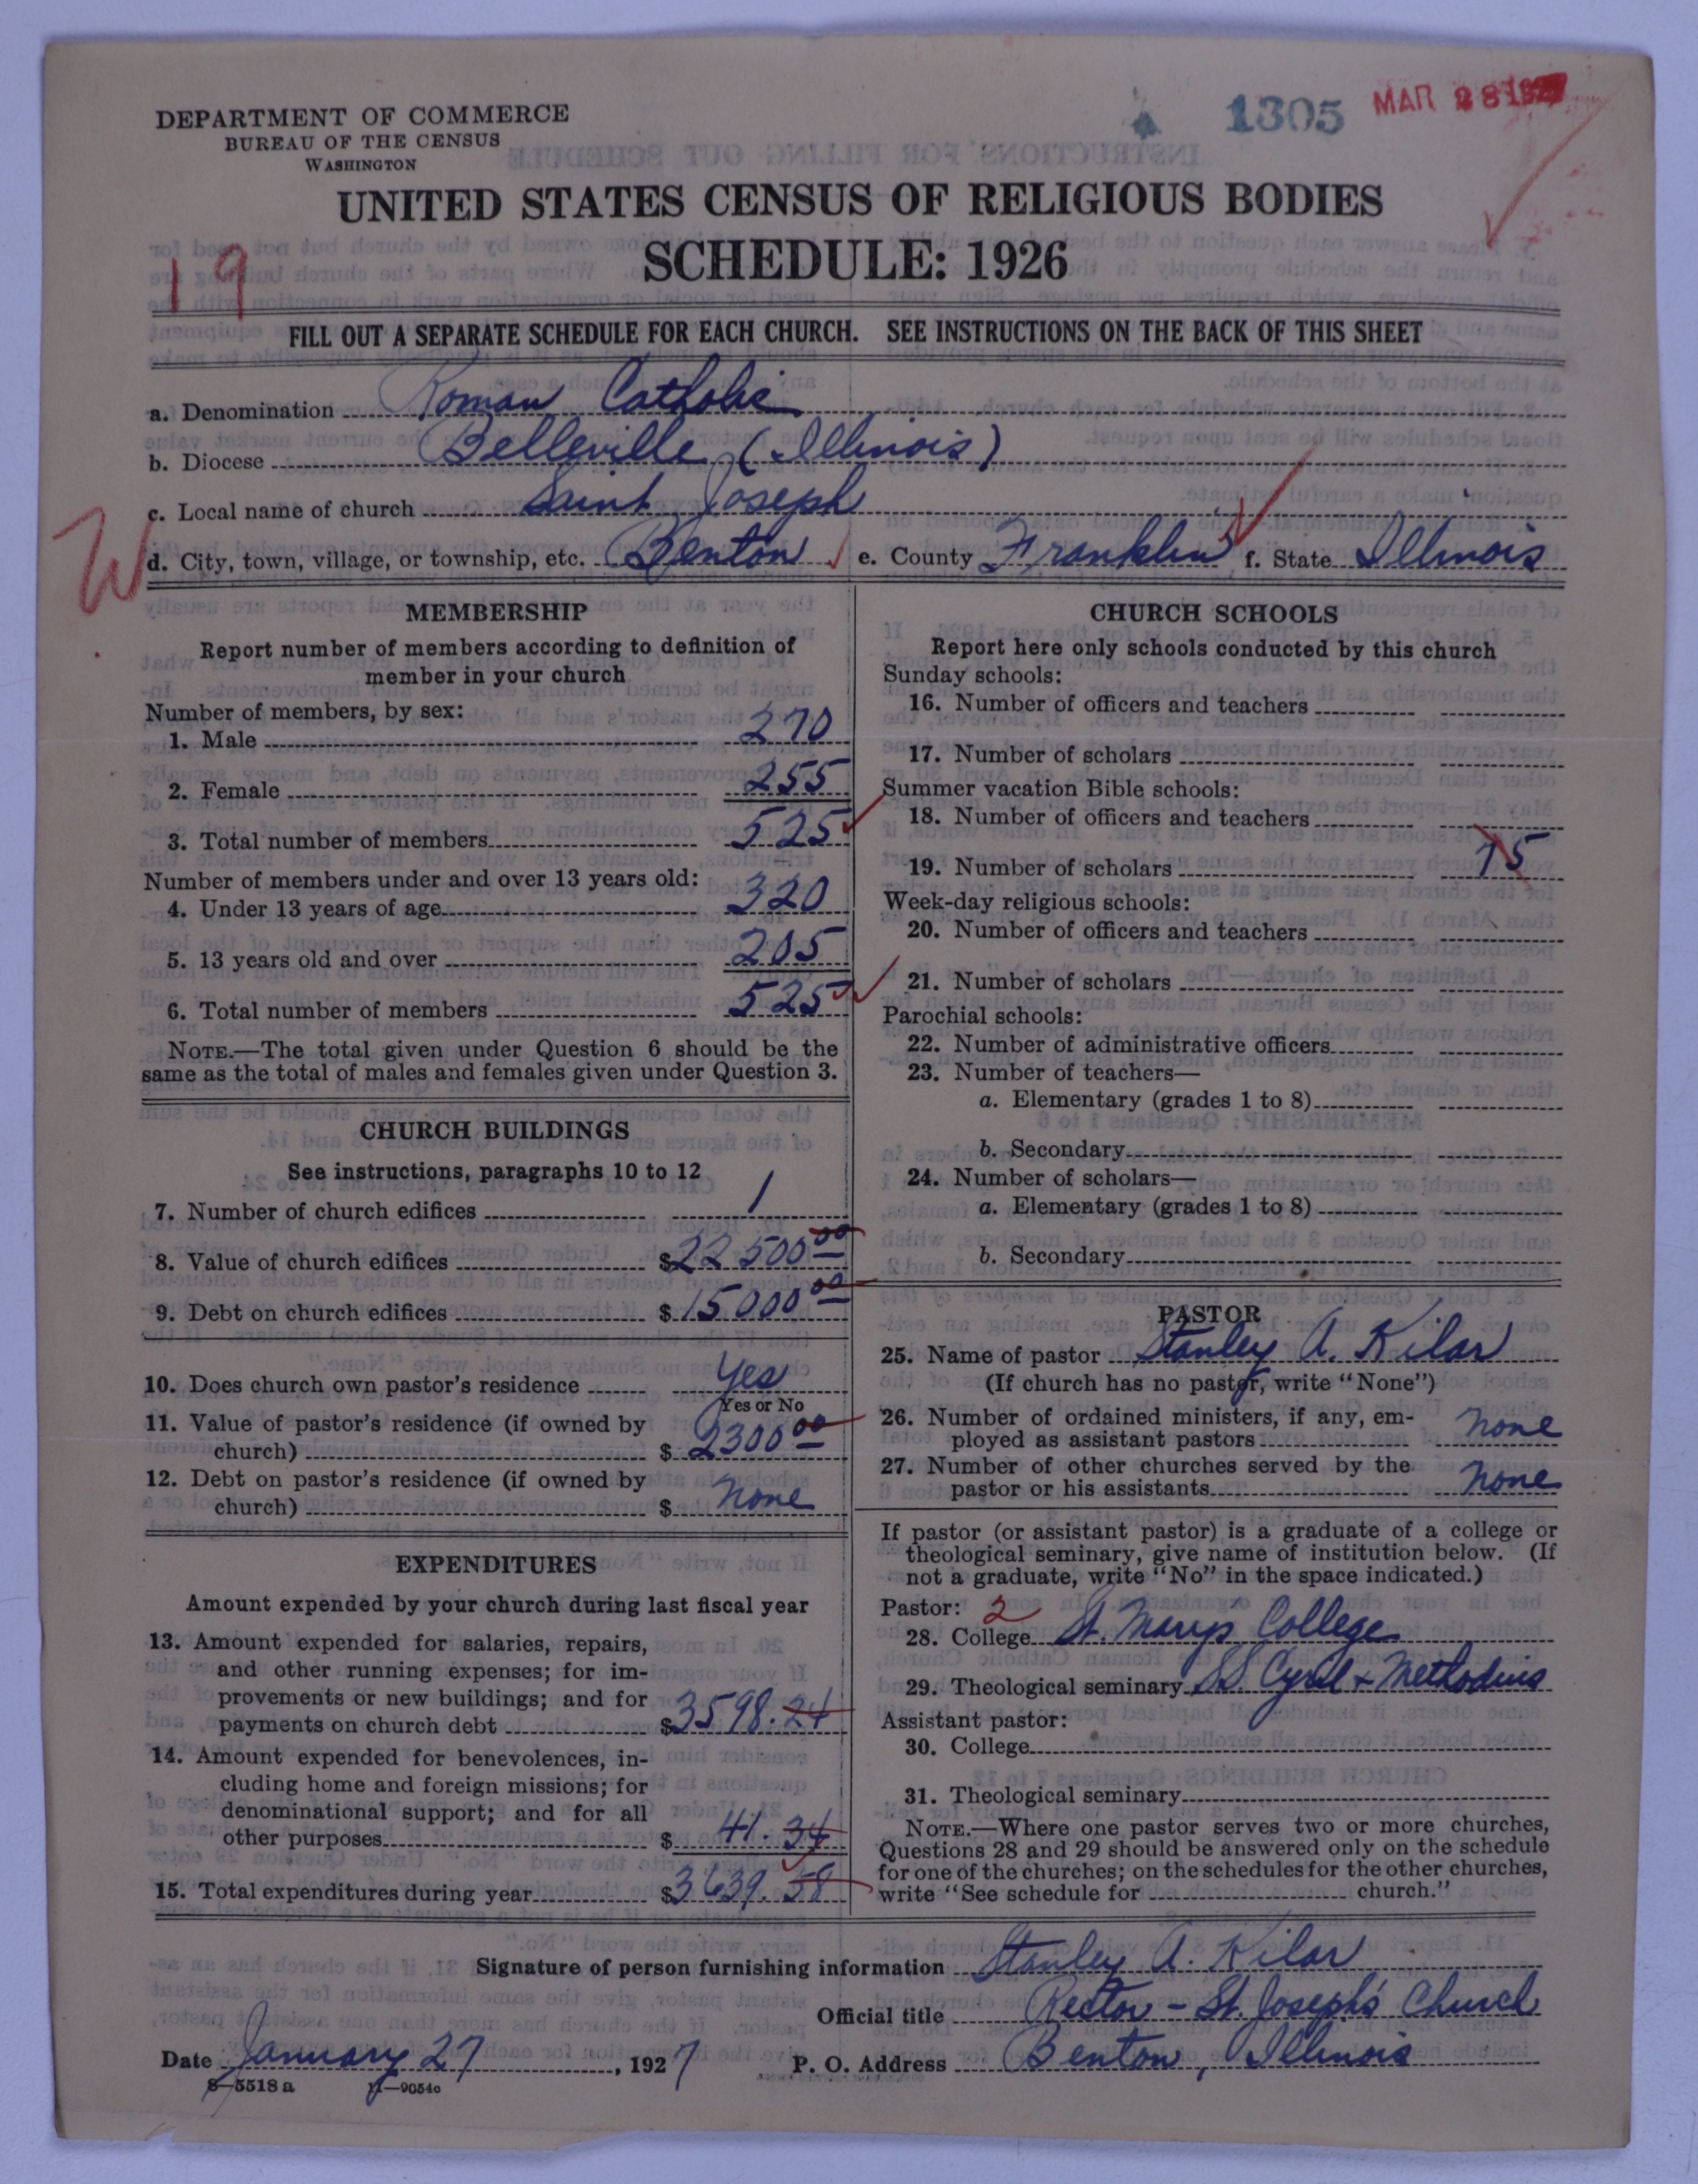 DEPARTMENT OF COMMERCE
BUREAU OF THE CENSUS
WASHINGTON
1305
MAR 28 1927
UNITED STATES CENSUS OF RELIGIOUS BODIES
SCHEDULE: 1926
19
FILL OUT A SEPARATE SCHEDULE FOR EACH CHURCH. SEE INSTRUCTIONS ON THE BACK OF THIS SHEET
a. Denomination Roman Catholic
b. Diocese Belleville (Illinois)
c. Local name of church Saint Joseph
W
d. City, town, village, or township, etc. Benton e. County Franklin f. State Illinois
MEMBERSHIP
Report number of members according to definition of
member in your church
Number of members, by sex:
1. Male 270
2. Female 255
3. Total number of members 525
Number of members under and over 13 years old:
4. Under 13 years of age 320
5. 13 years old and over 205
6. Total number of members 525
NOTE.—The total given under Question 6 should be the
same as the total of males and females given under Question 3.
CHURCH BUILDINGS
See instructions, paragraphs 10 to 12
7. Number of church edifices 1
8. Value of church edifices $22 500 00
9. Debt on church edifices $15000 00
10. Does church own pastor's residence Yes
Yes or No
11. Value of pastor's residence (if owned by
church) $2300 00
12. Debt on pastor's residence (if owned by
church) $ none
EXPENDITURES
Amount expended by your church during last fiscal year
13. Amount expended for salaries, repairs,
and other running expenses; for im-
provements or new buildings; and for
payments on church debt $3598.24
14. Amount expended for benevolences, in-
cluding home and foreign missions; for
denominational support; and for all
other purposes $41.34
15. Total expenditures during year $3639.58
CHURCH SCHOOLS
Report here only schools conducted by this church
Sunday schools:
16. Number of officers and teachers
17. Number of scholars
Summer vacation Bible schools:
18. Number of officers and teachers
19. Number of scholars 75
Week-day religious schools:
20. Number of officers and teachers
21. Number of scholars
Parochial schools:
22. Number of administrative officers
23. Number of teachers—
a. Elementary (grades 1 to 8)
b. Secondary
24. Number of scholars—
a. Elementary (grades 1 to 8)
b. Secondary
PASTOR
25. Name of pastor Stanley A. Kilar
(If church has no pastor, write "None")
26. Number of ordained ministers, if any, em-
ployed as assistant pastors none
27. Number of other churches served by the
pastor or his assistants none
If pastor (or assistant pastor) is a graduate of a college or
theological seminary, give name of institution below. (If
not a graduate, write "No" in the space indicated.)
Pastor: 2
28. College St. Marys College
29. Theological seminary SS. Cyril + Methodius
Assistant pastor:
30. College
31. Theological seminary
NOTE.—Where one pastor serves two or more churches,
Questions 28 and 29 should be answered only on the schedule
for one of the churches; on the schedules for the other churches,
write "See schedule for church."
Signature of person furnishing information Stanley A. Kilar
Official title Rector – St. Joseph's Church
Date January 27, 1927 P. O. Address Benton, Illinois
8—5518 a 11—9054c